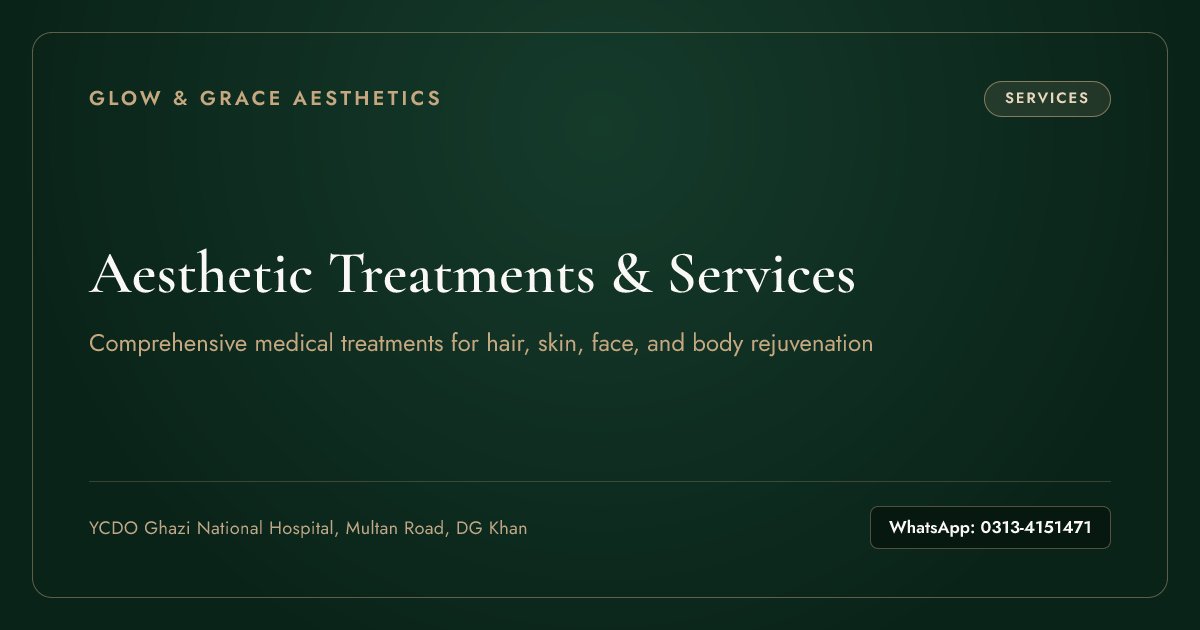 GLOW & GRACE AESTHETICS
SERVICES
Aesthetic Treatments & Services
Comprehensive medical treatments for hair, skin, face, and body rejuvenation
YCDO Ghazi National Hospital, Multan Road, DG Khan
WhatsApp: 0313-4151471